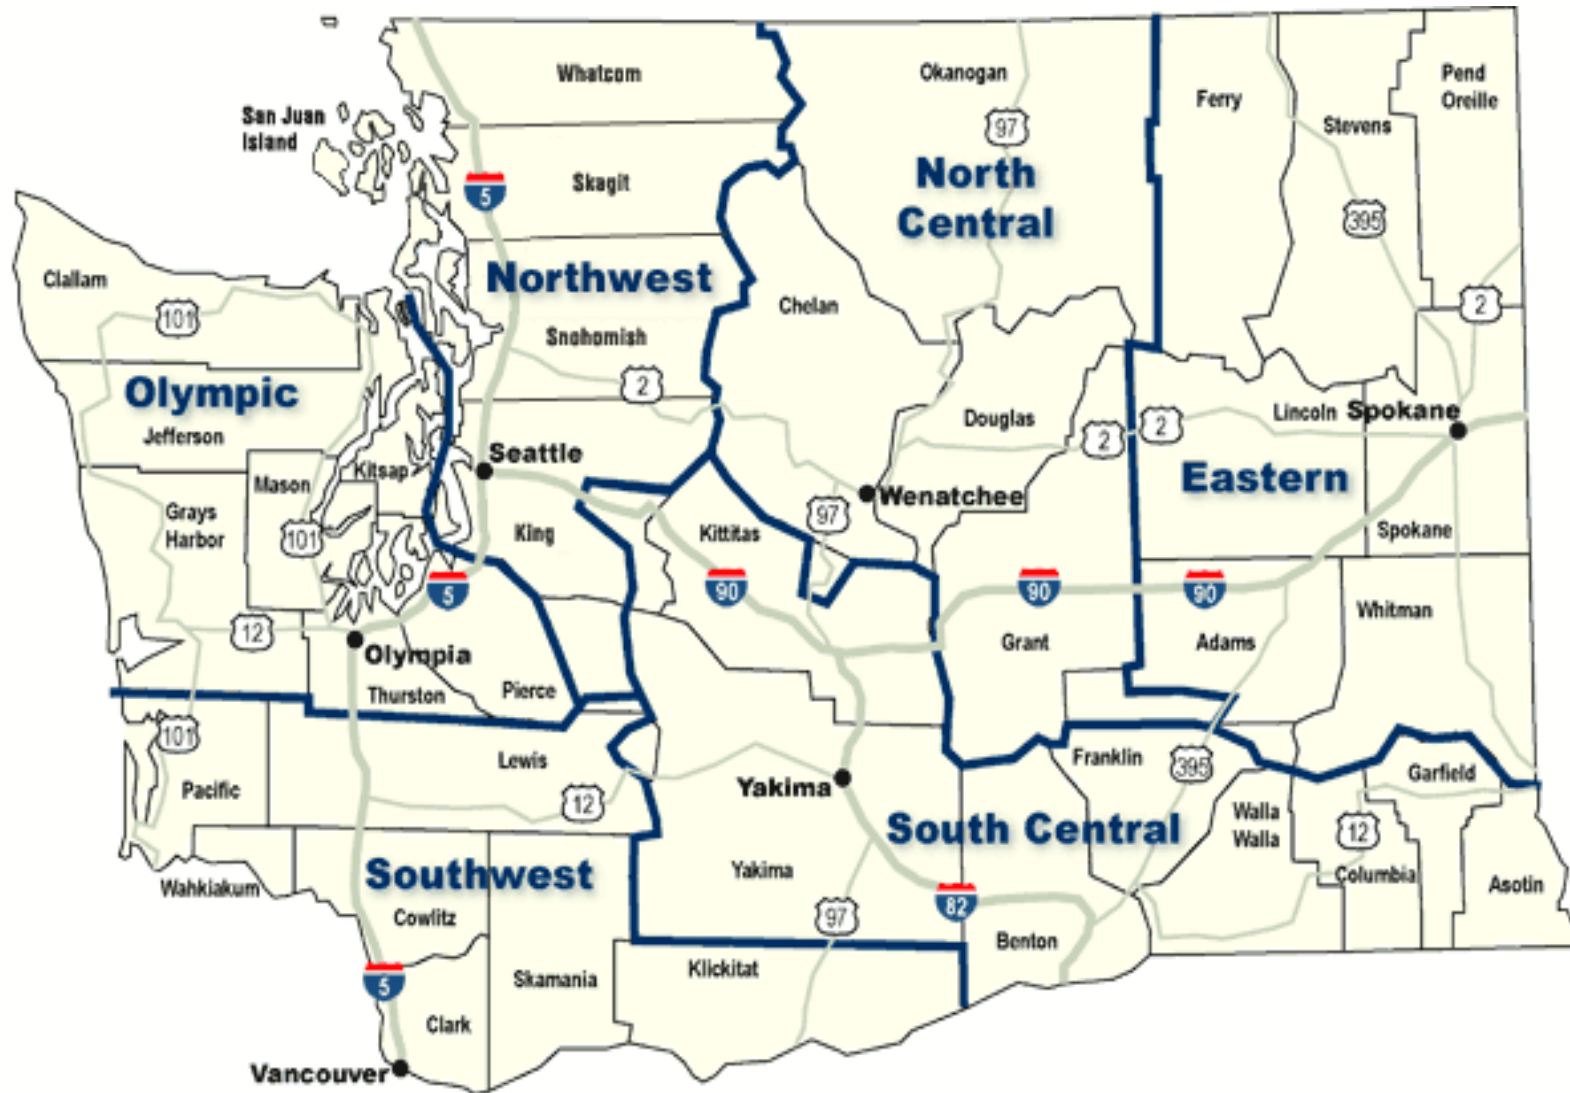 Whatcom
Okanogan
Pend
Oreille
Ferry
San Juan
Island
97
Stevens
North
Central
Skagit
5
395
Northwest
Clallam
101
Chelan
2
Snohomish
2
Olympic
Jefferson
Douglas
Lincoln
Spokane
2
2
Seattle
Kitsap
Mason
Eastern
Wenatchee
Grays
Harbor
97
King
Kittitas
101
Spokane
5
90
90
90
Whitman
12
Olympia
Grant
Adams
Thurston
Pierce
101
Lewis
Franklin
395
Garfield
Pacific
Yakima
12
Walla
Walla
12
South Central
Yakima
Southwest
Wahkiakum
Columbia
Asotin
Cowlitz
97
82
Benton
5
Skamania
Klickitat
Clark
Vancouver